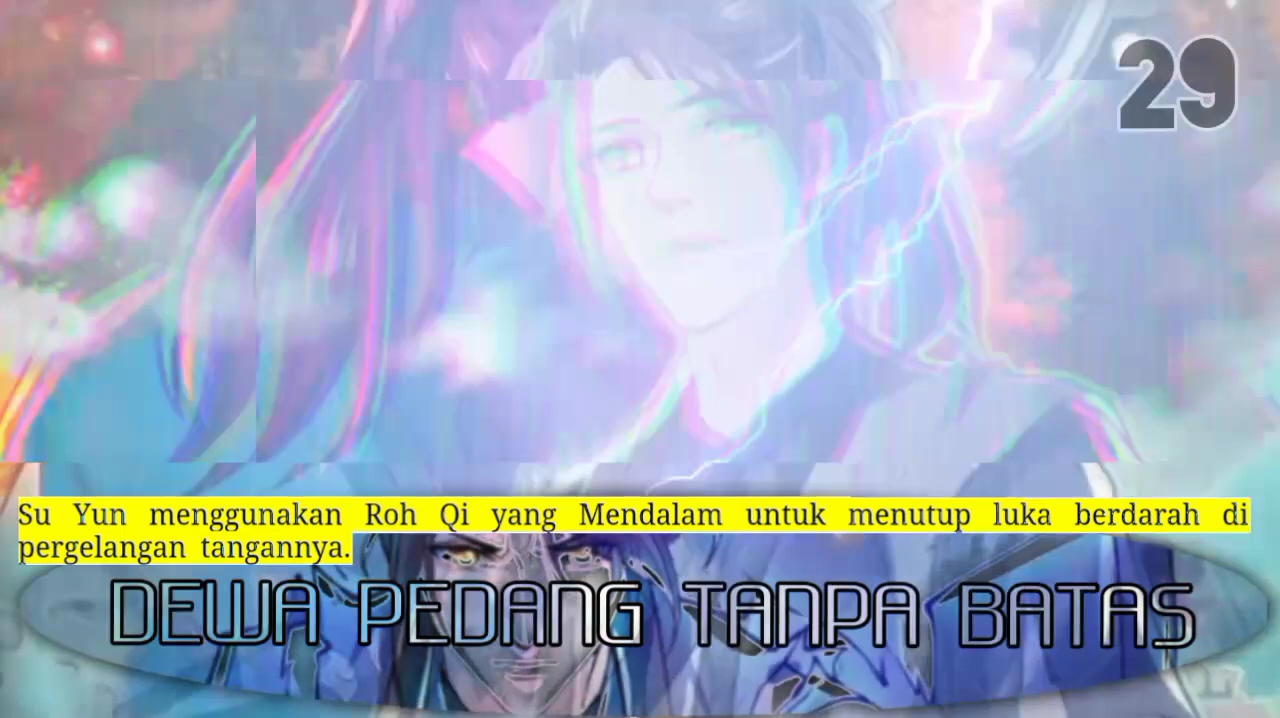 29
Su Yun menggunakan Roh Qi yang Mendalam untuk menutup luka berdarah di
pergelangan tangannya.
DEWA PEDANG TANPA BATAS